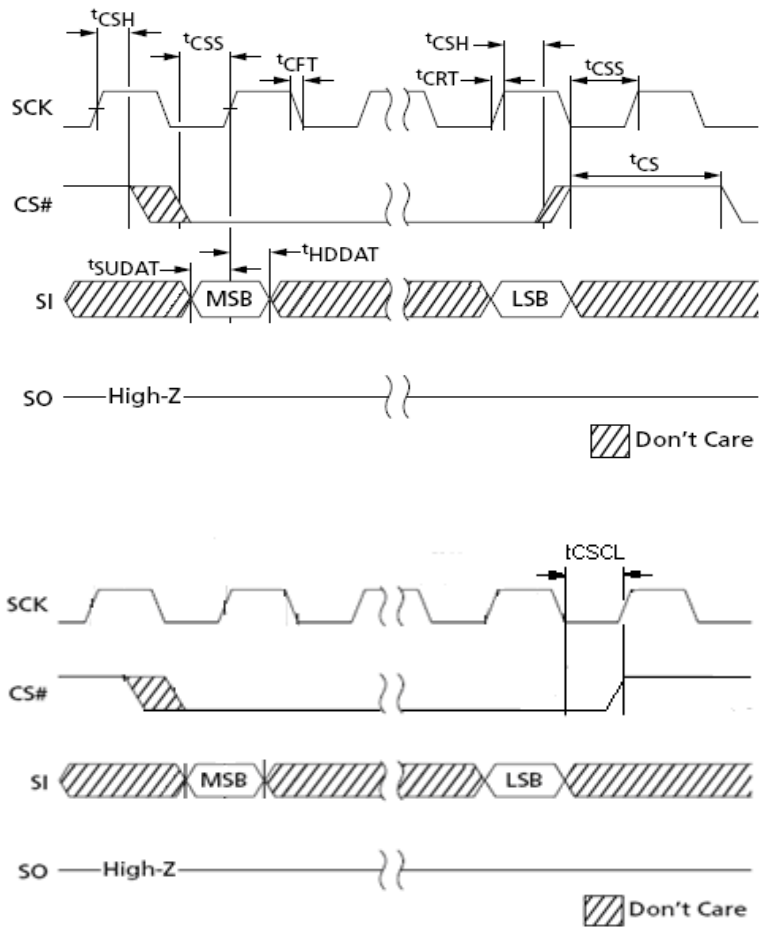 tCSH
tCSS
tCFT
tCSH
tCRT
tCSS
SCK
tCS
CS#
tSUDAT
tHDDAT
SI
MSB
LSB
SO
High-Z
Don't Care
tCSCL
SCK
CS#
SI
MSB
LSB
SO
High-Z
Don't Care